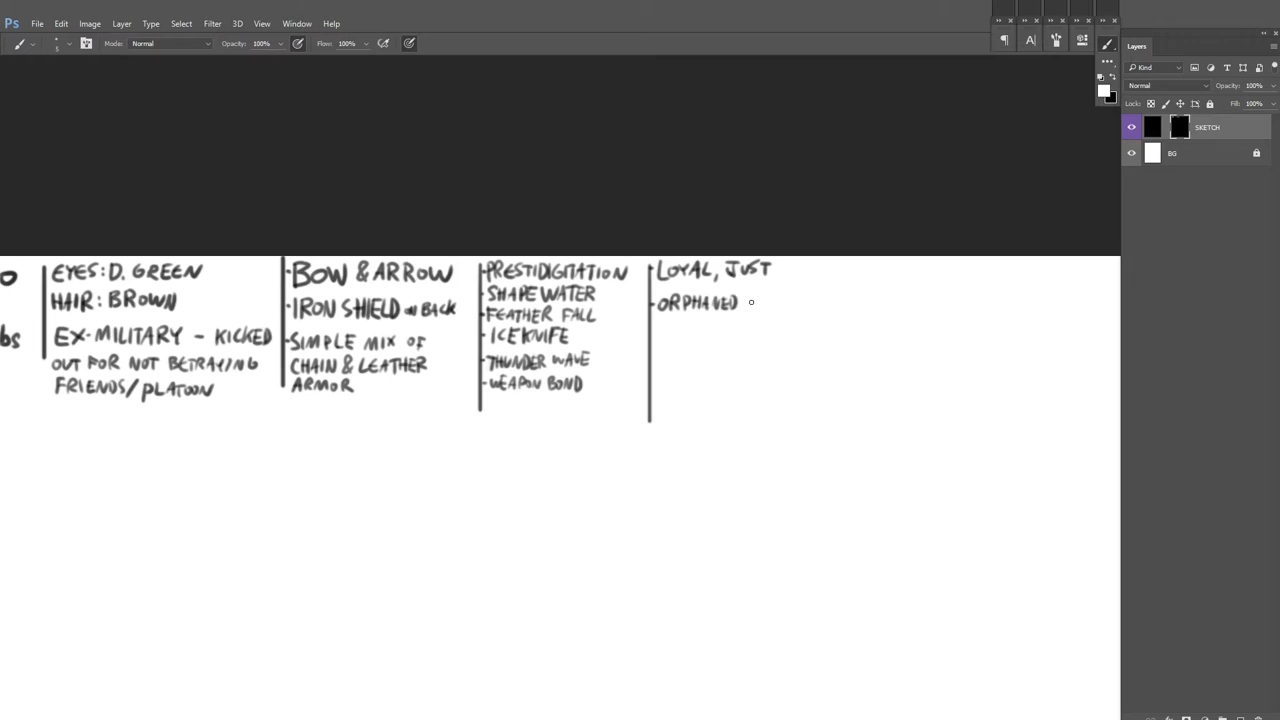 Ps File Edit Image Layer Type Select Filter 3D View Window Help
5 Mode: Normal Opacity: 100% Flow: 100%
Layers
Kind
Normal Opacity: 100%
Lock: Fill: 100%
SKETCH
BG
O
bs
EYES: D. GREEN
HAIR: BROWN
EX-MILITARY - KICKED
OUT FOR NOT BETRAYING
FRIENDS/PLATOON
BOW & ARROW
IRON SHIELD ON BACK
SIMPLE MIX OF
CHAIN & LEATHER
ARMOR
PRESTIDIGITATION
SHAPE WATER
FEATHER FALL
ICE KNIFE
THUNDER WAVE
WEAPON BOND
LOYAL, JUST
ORPHANED